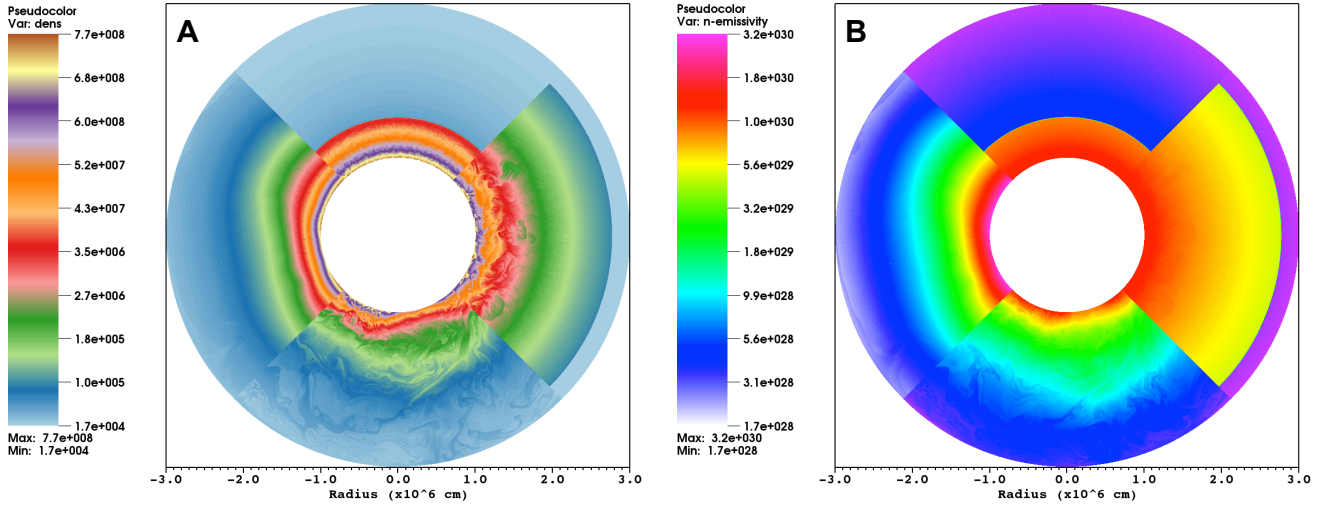 Pseudocolor
Var: dens
7.7e+008
6.8e+008
6.0e+008
5.2e+007
4.3e+007
3.5e+006
2.7e+006
1.8e+005
1.0e+005
1.7e+004
Max: 7.7e+008
Min: 1.7e+004
A
-3.0 -2.0 -1.0 0.0 1.0 2.0 3.0
Radius (x10^6 cm)
Pseudocolor
Var: n-emissivity
3.2e+030
1.8e+030
1.0e+030
5.6e+029
3.2e+029
1.8e+029
9.9e+028
5.6e+028
3.1e+028
1.7e+028
Max: 3.2e+030
Min: 1.7e+028
B
-3.0 -2.0 -1.0 0.0 1.0 2.0 3.0
Radius (x10^6 cm)